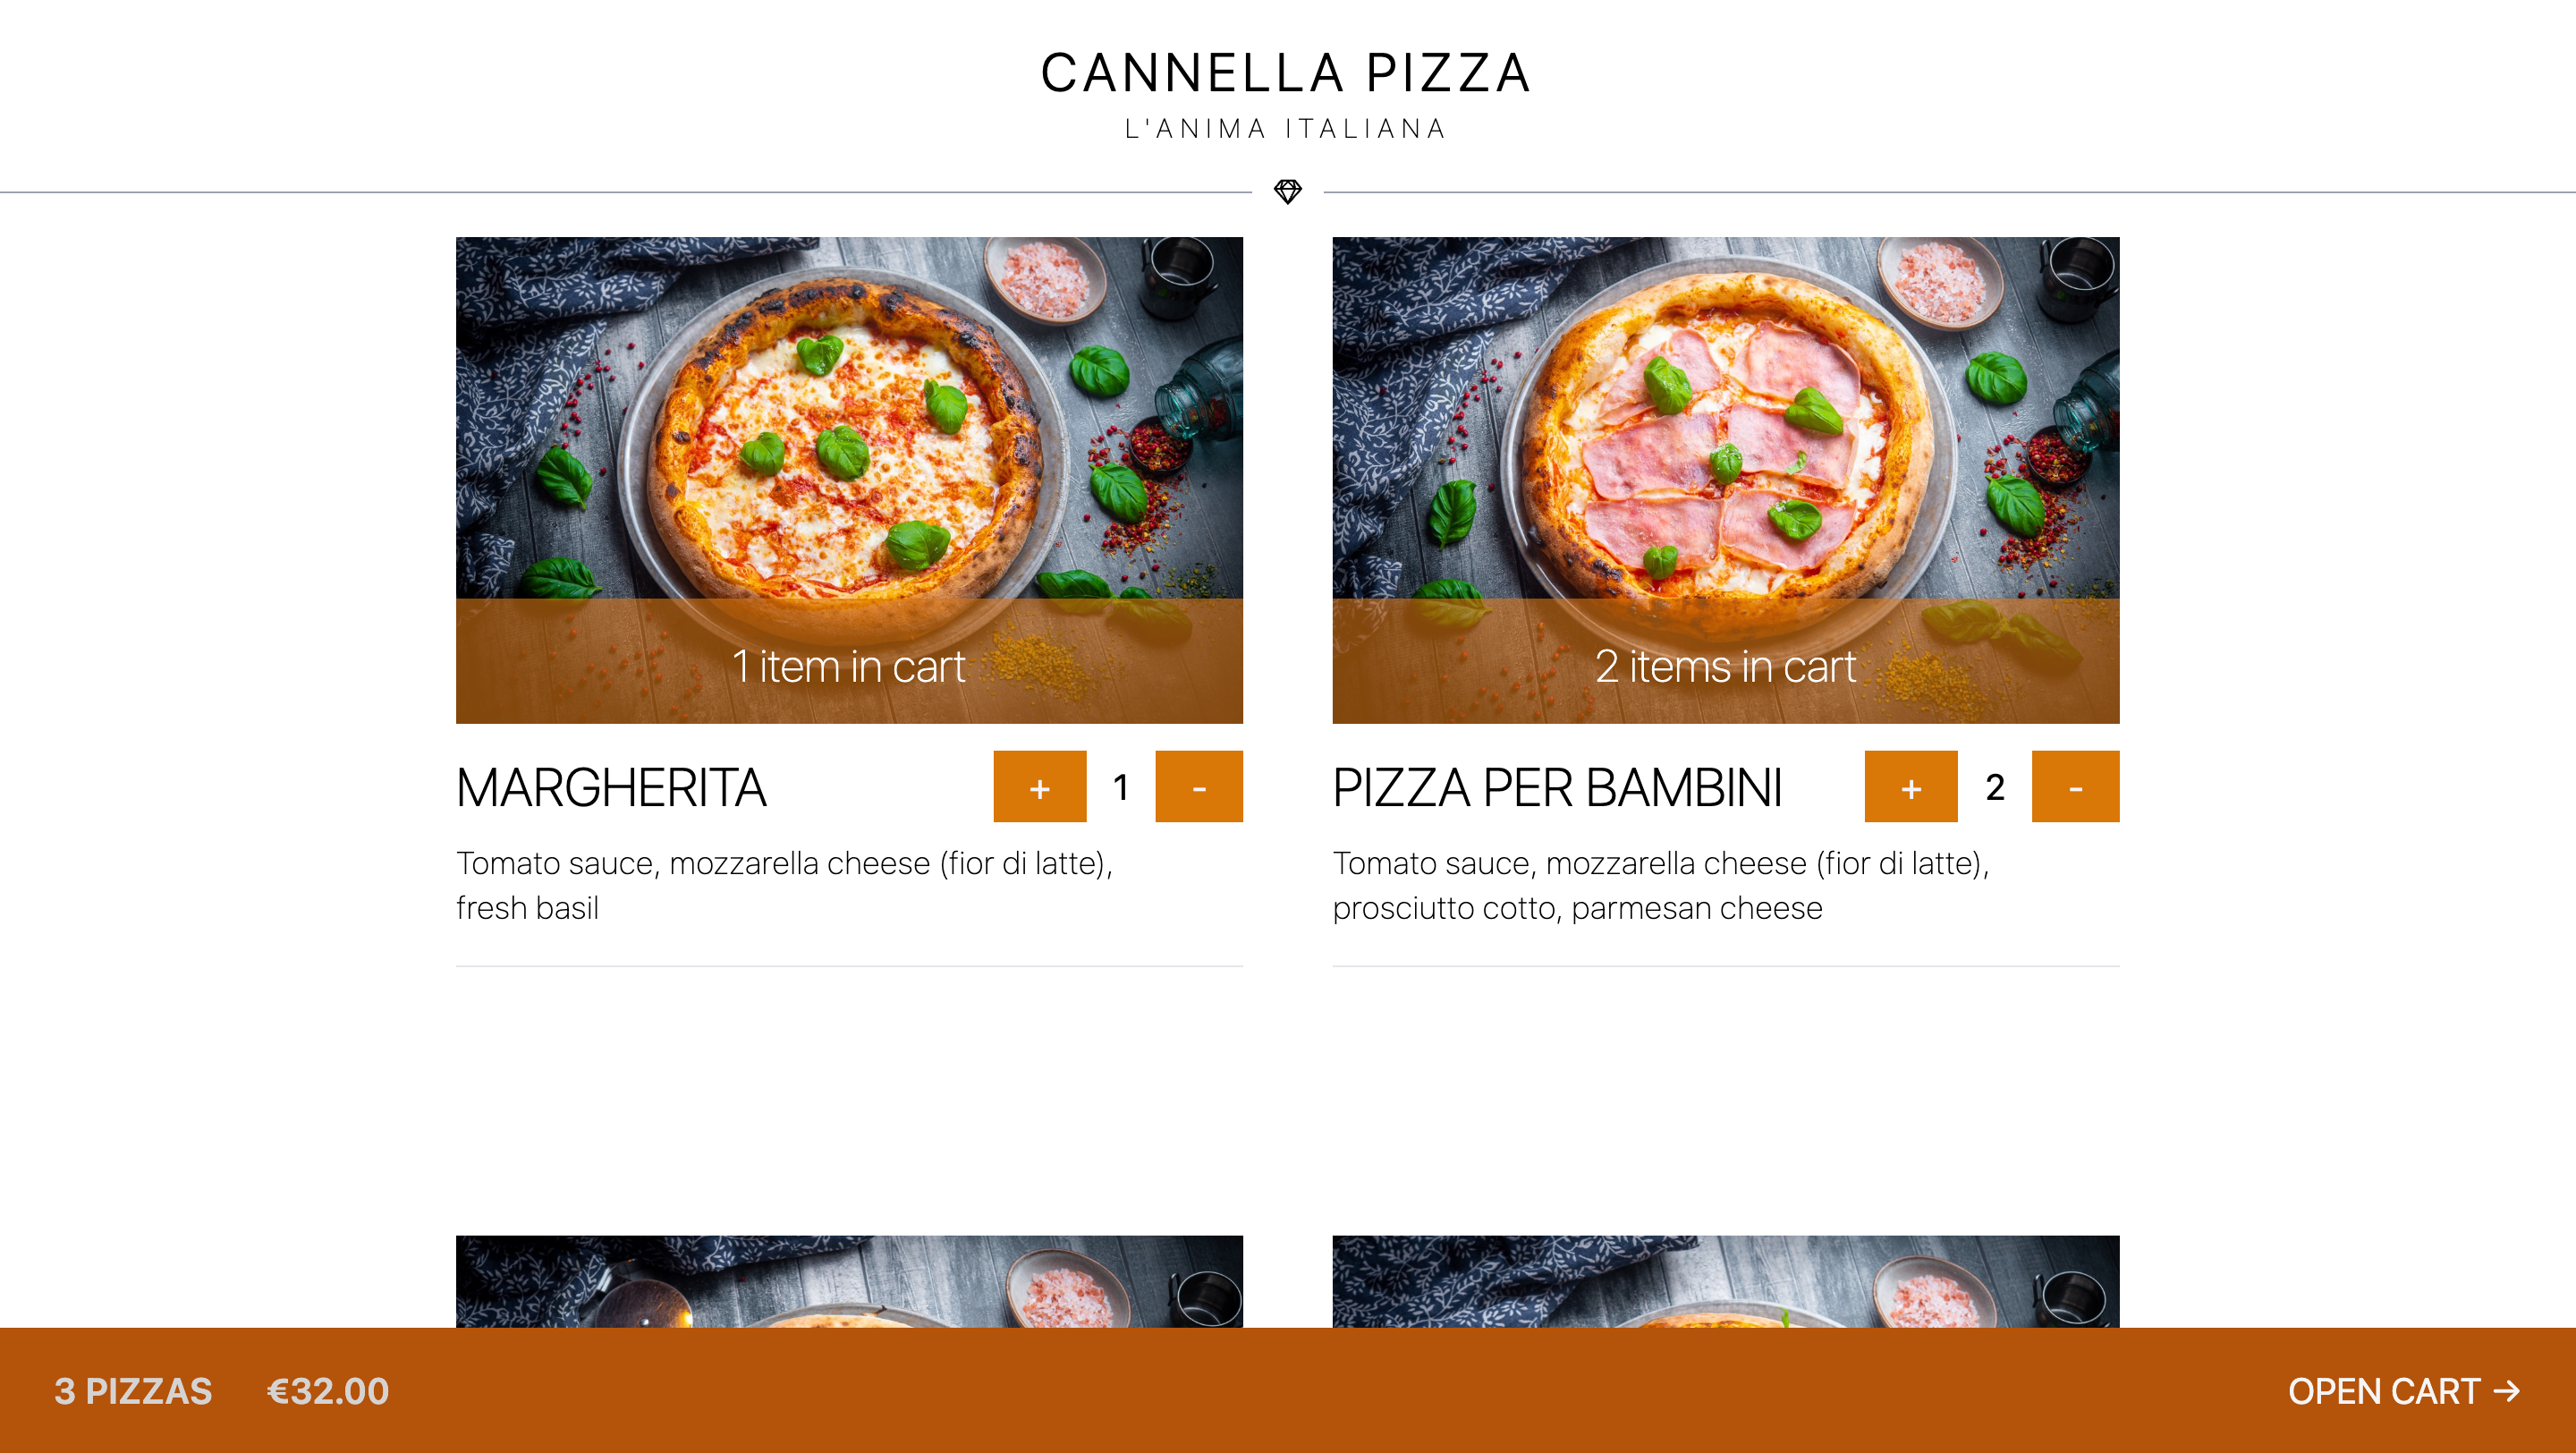 CANNELLA PIZZA
L'ANIMA ITALIANA
1 item in cart
MARGHERITA
+ 1 -
Tomato sauce, mozzarella cheese (fior di latte),
fresh basil
2 items in cart
PIZZA PER BAMBINI
+ 2 -
Tomato sauce, mozzarella cheese (fior di latte),
prosciutto cotto, parmesan cheese
3 PIZZAS €32.00
OPEN CART →